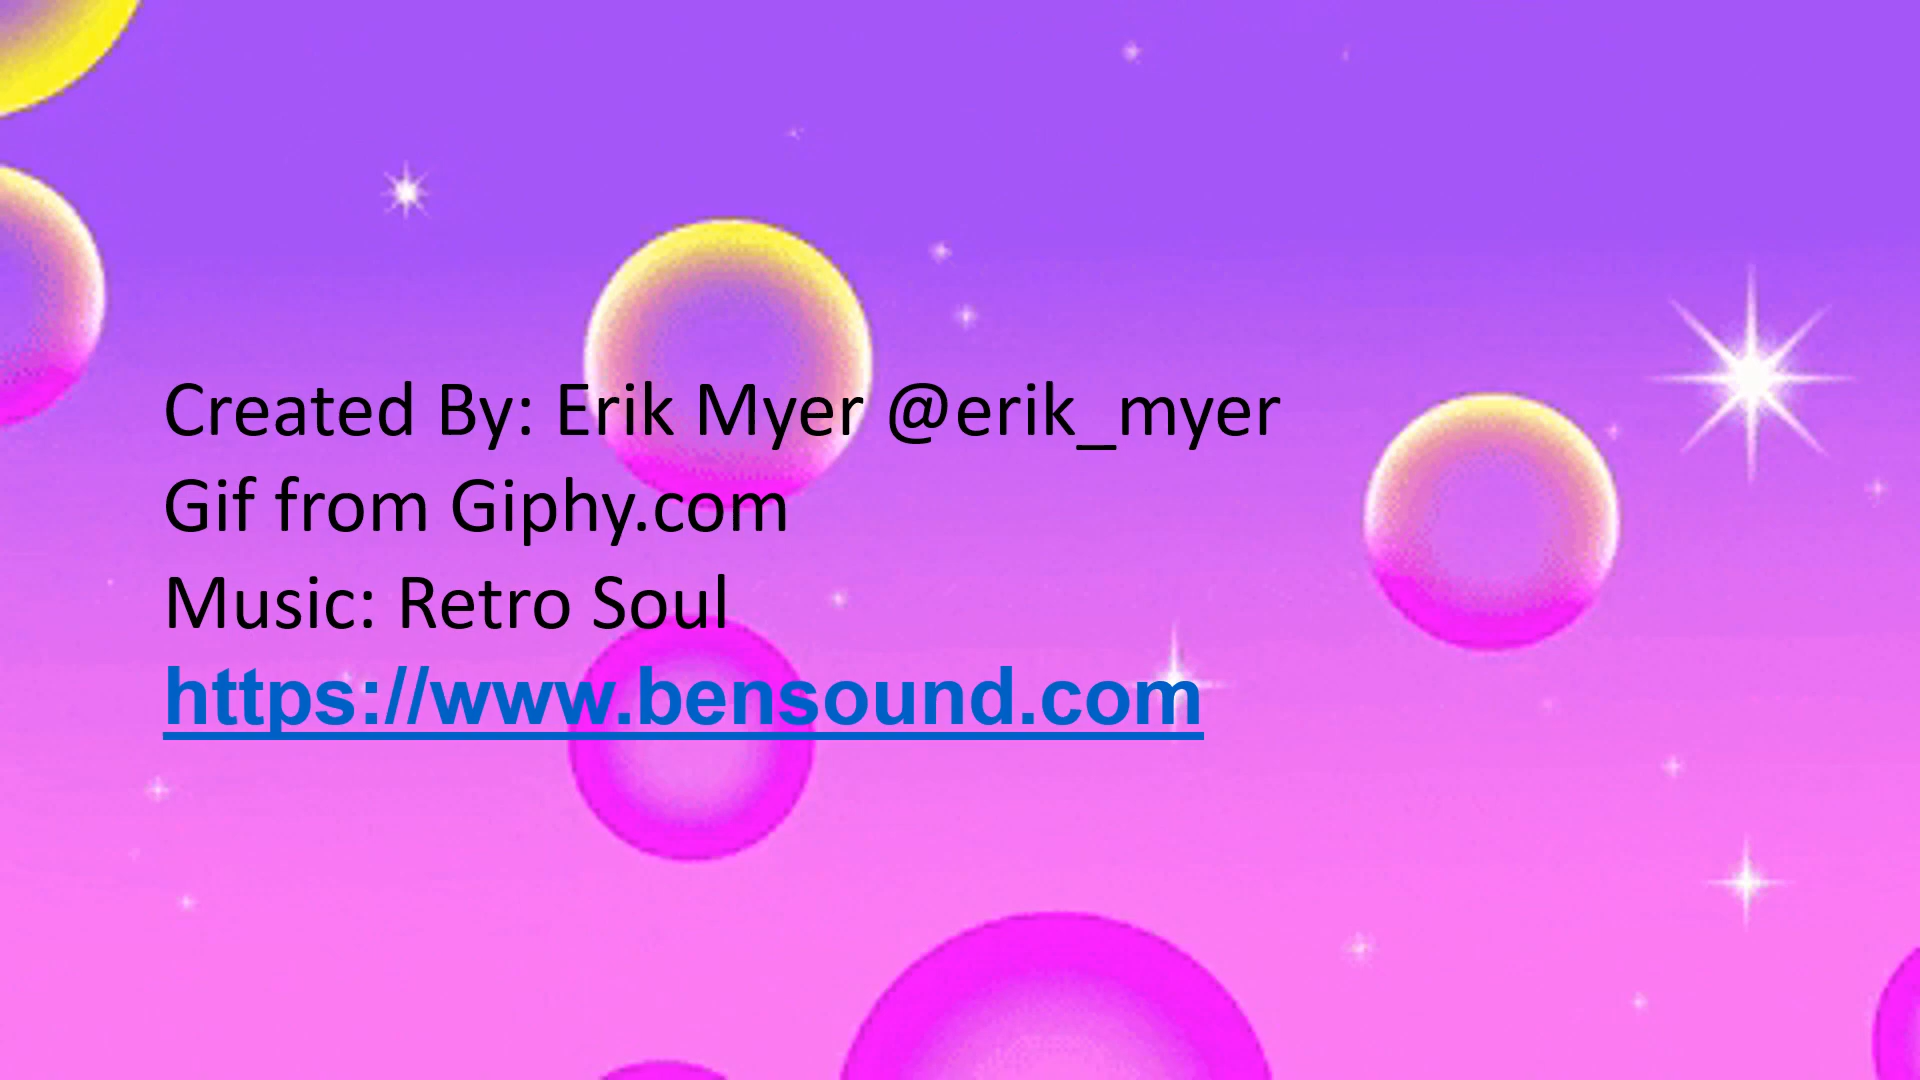 Created By: Erik Myer @erik_myer
Gif from Giphy.com
Music: Retro Soul
https://www.bensound.com